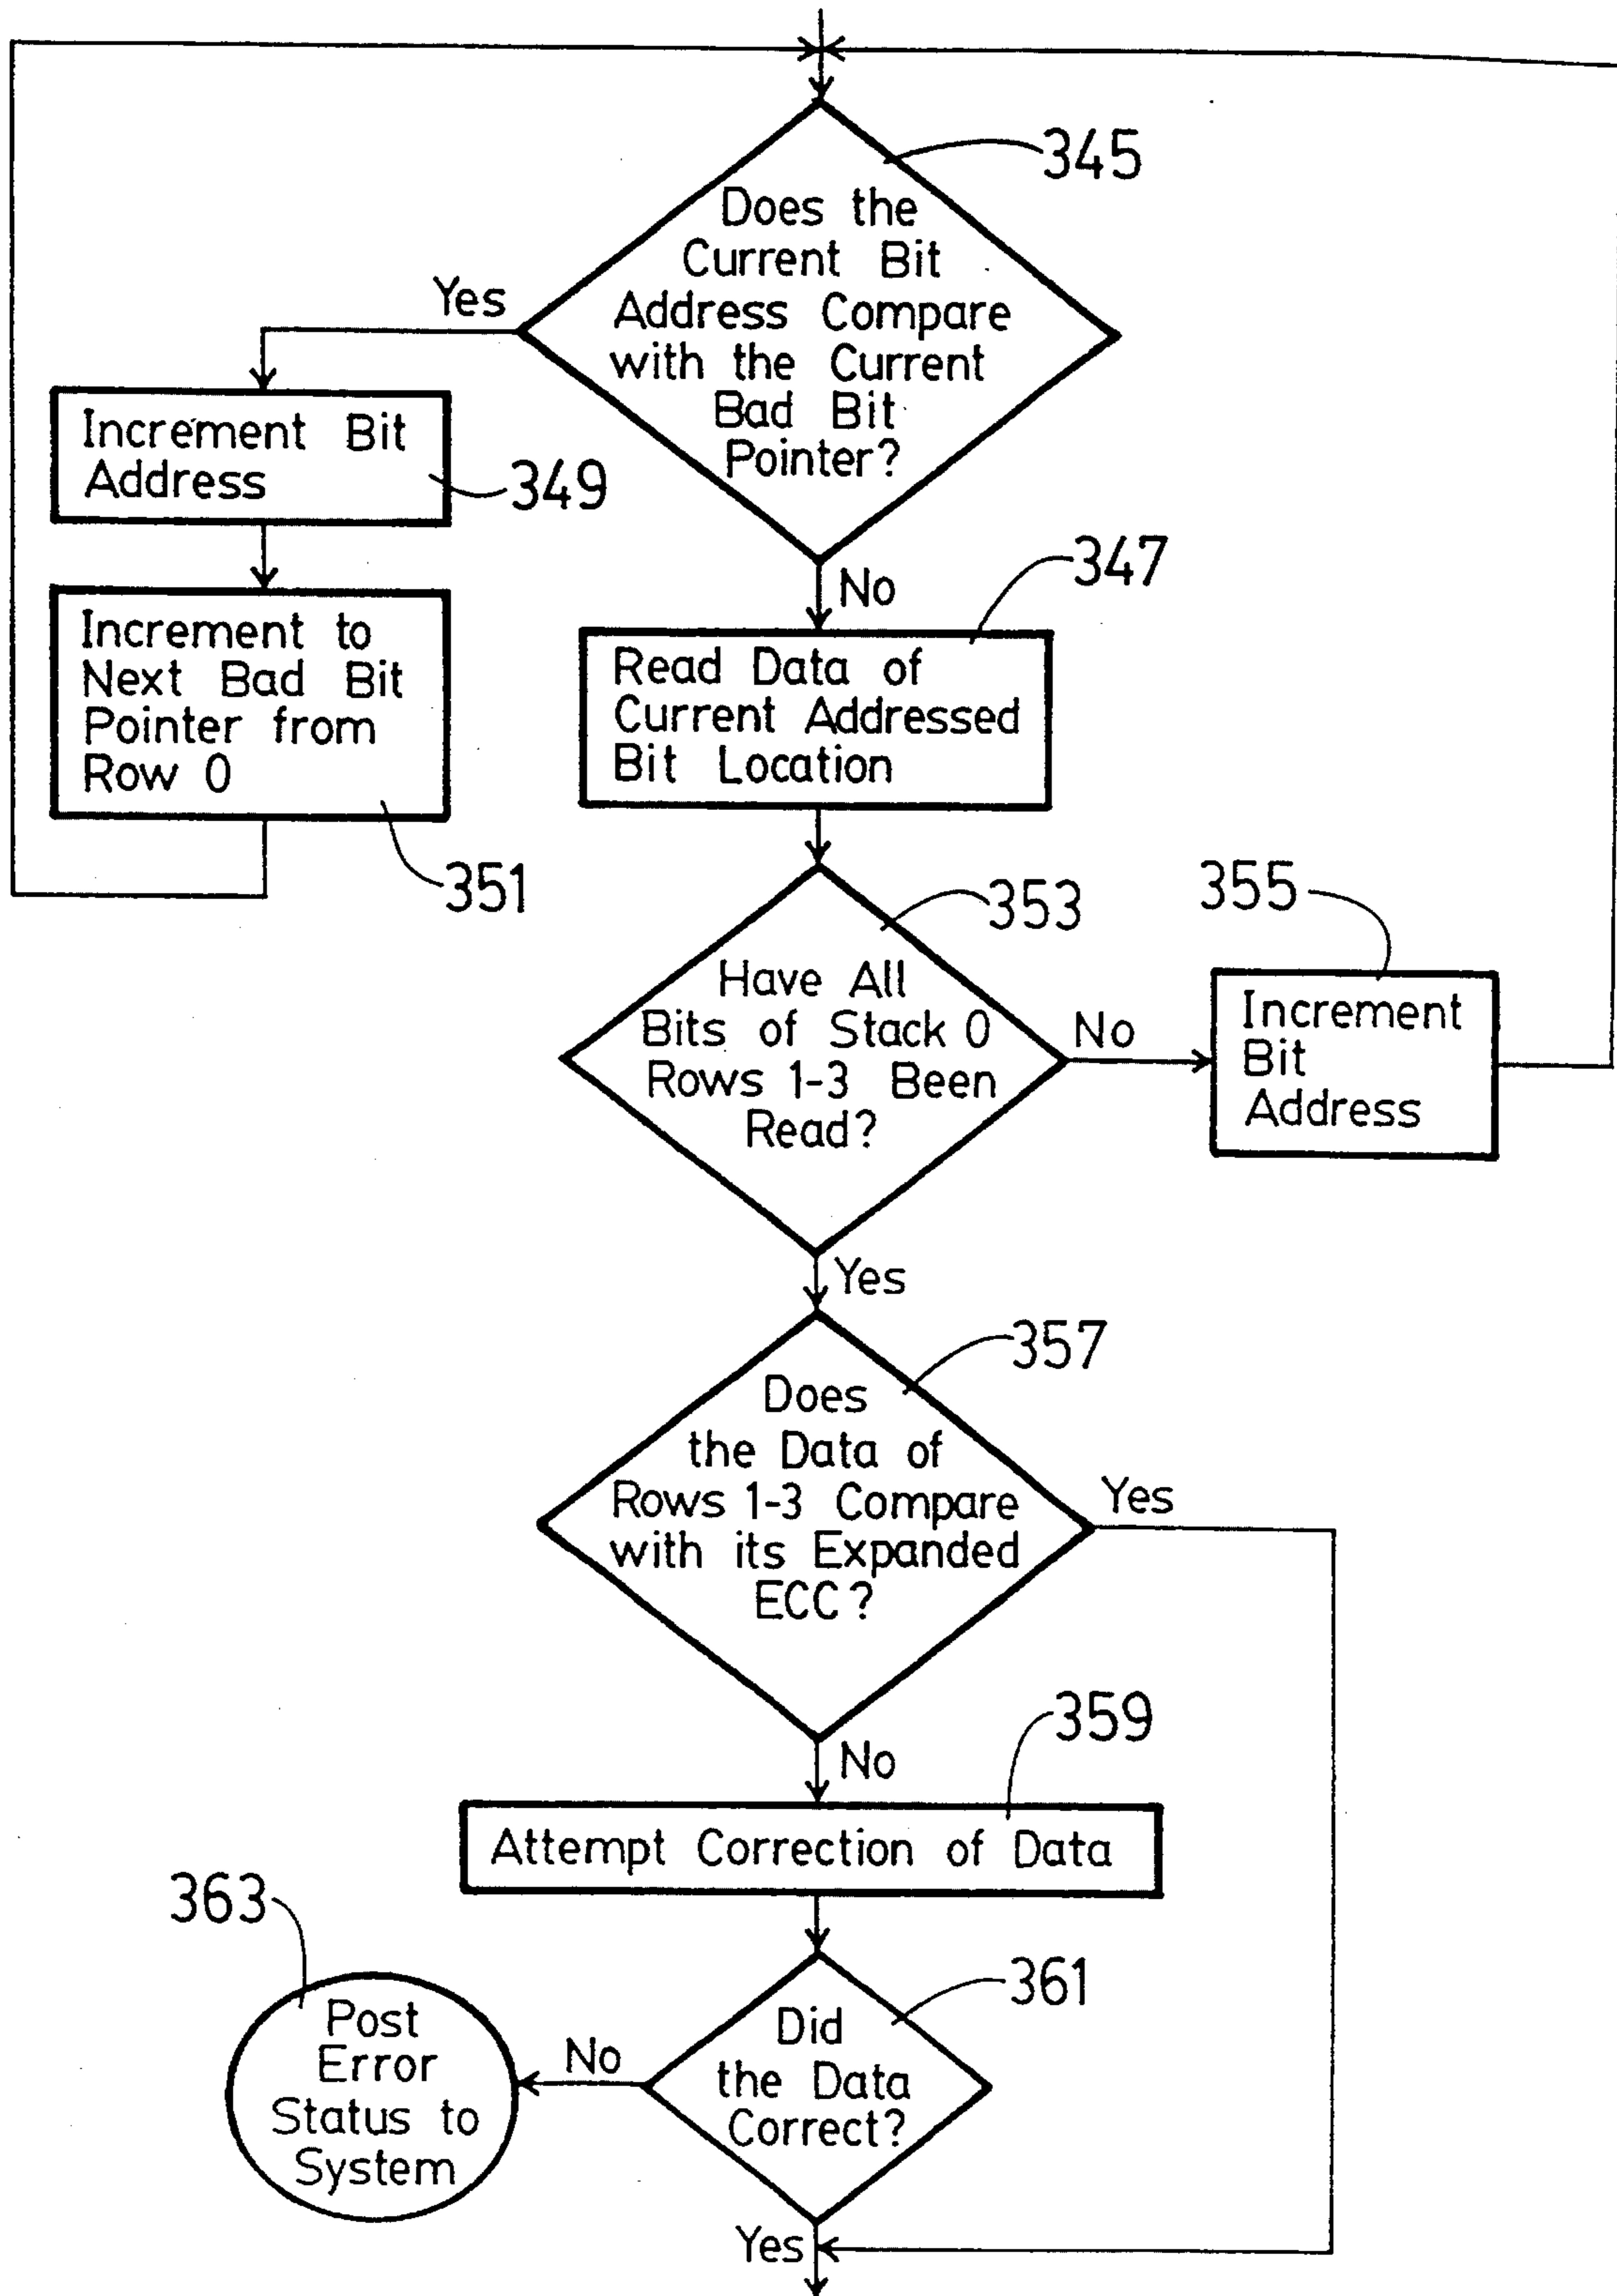 345
Does the
Current Bit
Address Compare
with the Current
Bad Bit
Pointer?
Yes
Increment Bit
Address
349
No
347
Increment to
Next Bad Bit
Pointer from
Row 0
351
Read Data of
Current Addressed
Bit Location
353
355
Have All
Bits of Stack 0
Rows 1-3 Been
Read?
No
Increment
Bit
Address
Yes
357
Does
the Data of
Rows 1-3 Compare
with its Expanded
ECC?
Yes
No
359
Attempt Correction of Data
363
361
Post
Error
Status to
System
No
Did
the Data
Correct?
Yes